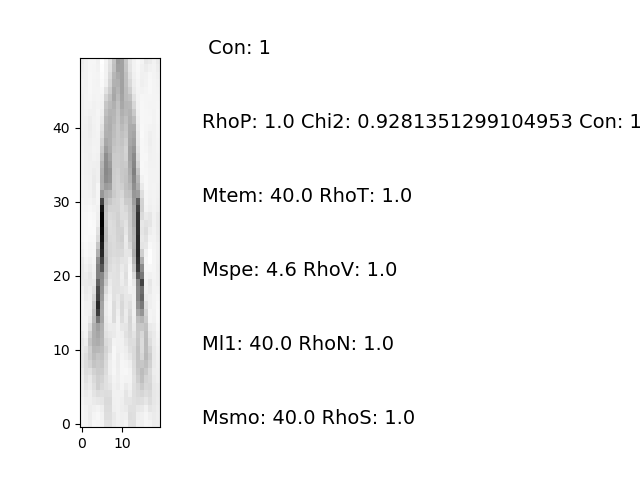 Con: 1
RhoP: 1.0 Chi2: 0.9281351299104953 Con: 1
Mtem: 40.0 RhoT: 1.0
Mspe: 4.6 RhoV: 1.0
Ml1: 40.0 RhoN: 1.0
Msmo: 40.0 RhoS: 1.0
40
30
20
10
0
0 10